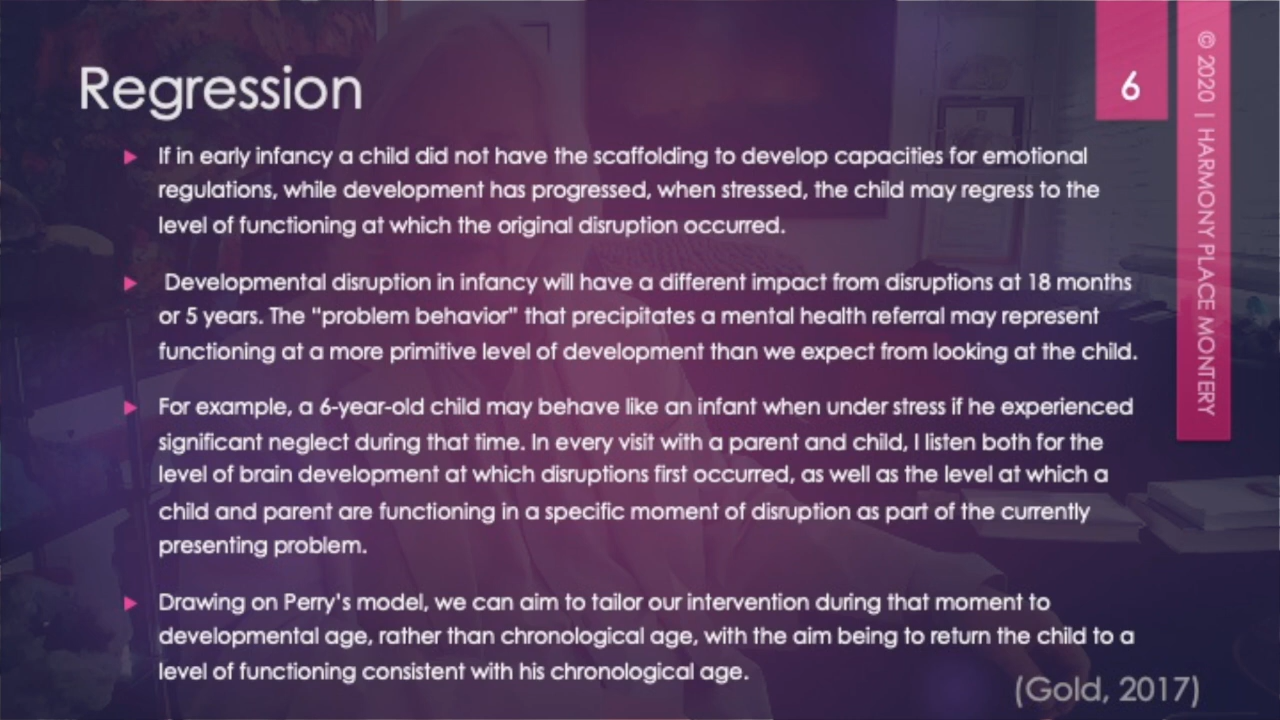 Regression
6
© 2020 | HARMONY PLACE MONTERY
If in early infancy a child did not have the scaffolding to develop capacities for emotional
regulations, while development has progressed, when stressed, the child may regress to the
level of functioning at which the original disruption occurred.
Developmental disruption in infancy will have a different impact from disruptions at 18 months
or 5 years. The “problem behavior” that precipitates a mental health referral may represent
functioning at a more primitive level of development than we expect from looking at the child.
For example, a 6-year-old child may behave like an infant when under stress if he experienced
significant neglect during that time. In every visit with a parent and child, I listen both for the
level of brain development at which disruptions first occurred, as well as the level at which a
child and parent are functioning in a specific moment of disruption as part of the currently
presenting problem.
Drawing on Perry’s model, we can aim to tailor our intervention during that moment to
developmental age, rather than chronological age, with the aim being to return the child to a
level of functioning consistent with his chronological age.
(Gold, 2017)